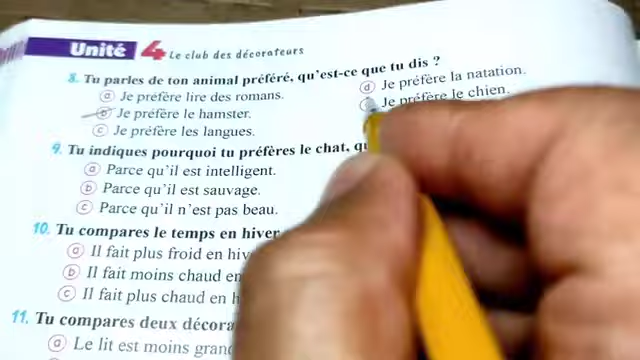 Unité 4 Le club des décorateurs
8. Tu parles de ton animal préféré, qu'est-ce que tu dis ?
a Je préfère lire des romans.
b Je préfère le hamster.
c Je préfère les langues.
d Je préfère la natation.
Je préfère le chien.
9. Tu indiques pourquoi tu préfères le chat,
a Parce qu'il est intelligent.
b Parce qu'il est sauvage.
c Parce qu'il n'est pas beau.
10. Tu compares le temps en hiver
a Il fait plus froid en
b Il fait moins chaud en
c Il fait plus chaud en
11. Tu compares deux
a Le lit est moins